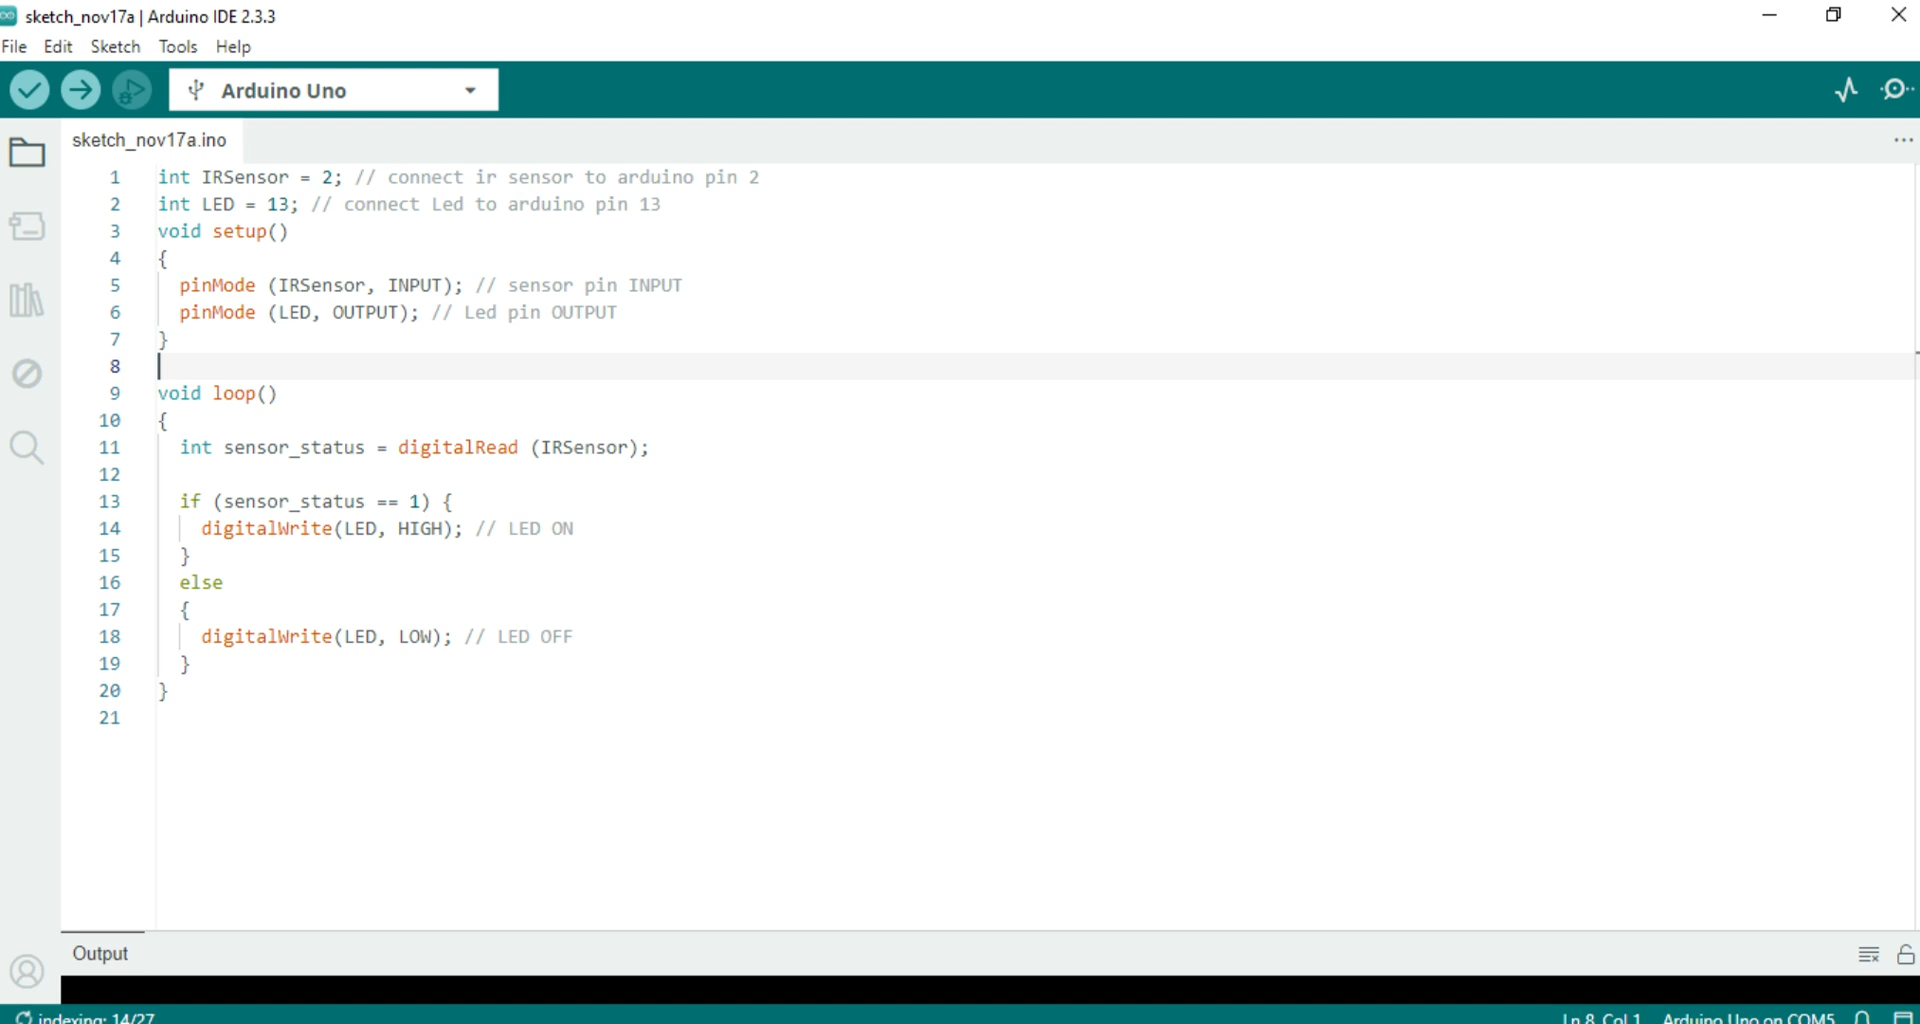 sketch_nov17a | Arduino IDE 2.3.3
File Edit Sketch Tools Help
Arduino Uno
sketch_nov17a.ino
1 int IRSensor = 2; // connect ir sensor to arduino pin 2
2 int LED = 13; // connect Led to arduino pin 13
3 void setup()
4 {
5 pinMode (IRSensor, INPUT); // sensor pin INPUT
6 pinMode (LED, OUTPUT); // Led pin OUTPUT
7 }
8
9 void loop()
10 {
11 int sensor_status = digitalRead (IRSensor);
12
13 if (sensor_status == 1) {
14 digitalWrite(LED, HIGH); // LED ON
15 }
16 else
17 {
18 digitalWrite(LED, LOW); // LED OFF
19 }
20 }
21
Output
indexing: 14/27 Ln 8, Col 1 Arduino Uno on COM5